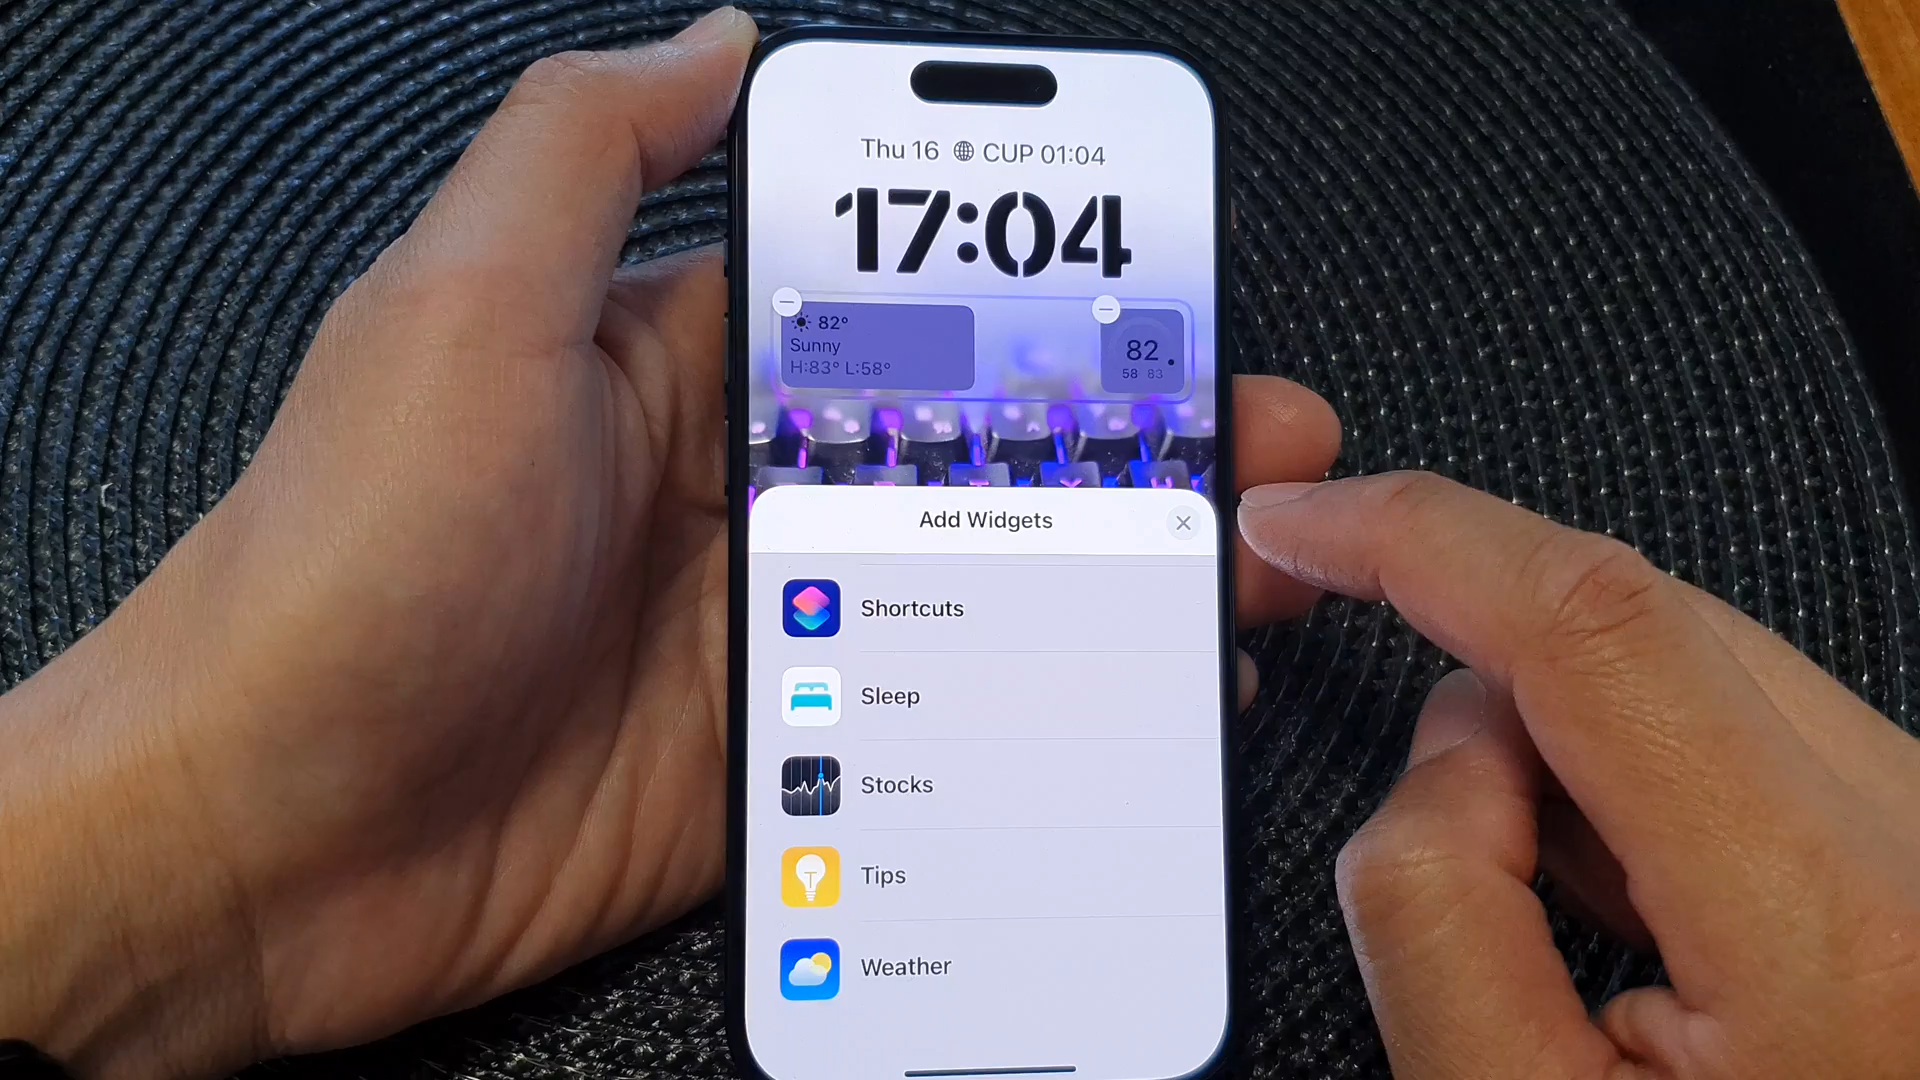 Thu 16 CUP 01:04
17:04
82°
Sunny
H:83° L:58°
82
58 83
T Y
Add Widgets
Shortcuts
Sleep
Stocks
Tips
Weather